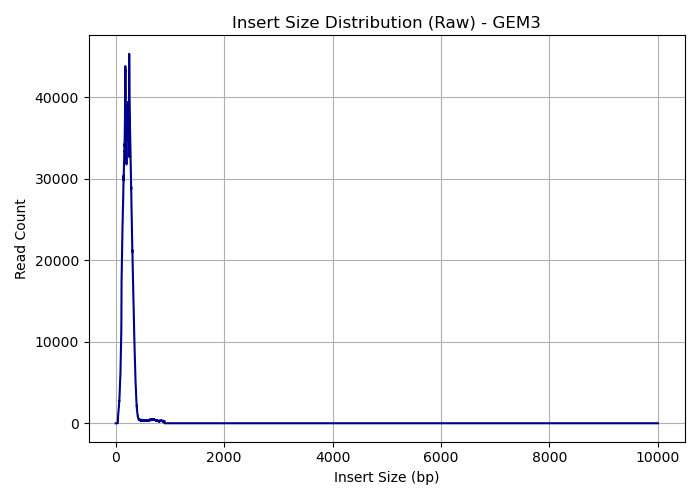 Insert Size Distribution (Raw) - GEM3
Read Count
40000
30000
20000
10000
0
0 2000 4000 6000 8000 10000
Insert Size (bp)